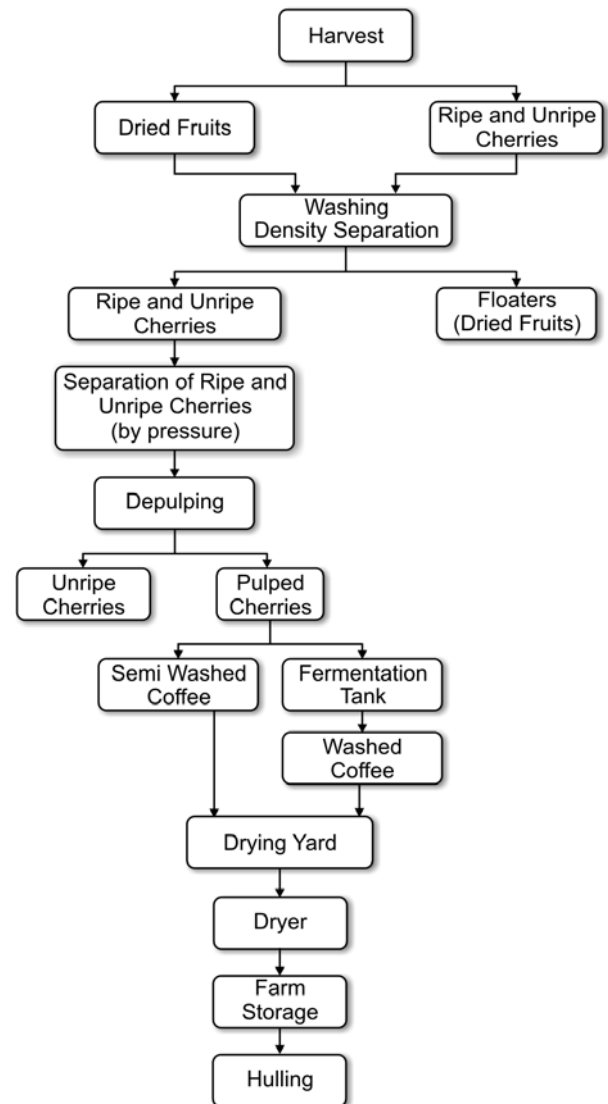 Harvest
Dried Fruits
Ripe and Unripe
Cherries
Washing
Density Separation
Ripe and Unripe
Cherries
Floaters
(Dried Fruits)
Separation of Ripe and
Unripe Cherries
(by pressure)
Depulping
Unripe
Cherries
Pulped
Cherries
Semi Washed
Coffee
Fermentation
Tank
Washed
Coffee
Drying Yard
Dryer
Farm
Storage
Hulling